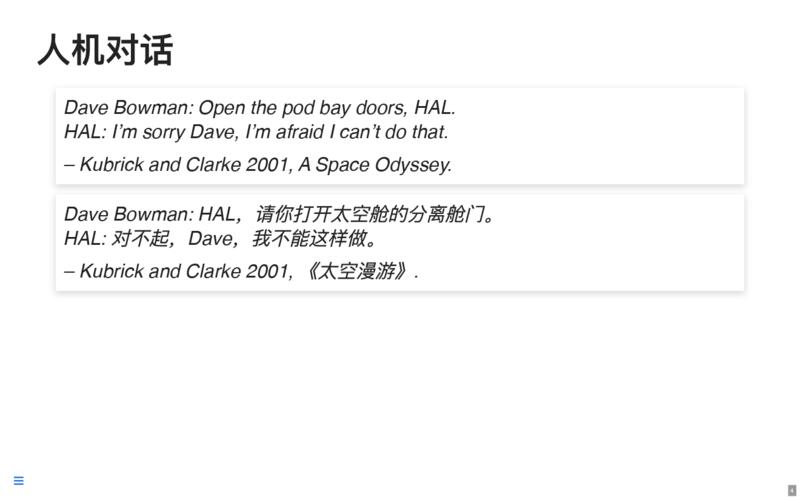 人机对话
Dave Bowman: Open the pod bay doors, HAL.
HAL: I’m sorry Dave, I’m afraid I can’t do that.
– Kubrick and Clarke 2001, A Space Odyssey.
Dave Bowman: HAL，请你打开太空舱的分离舱门。
HAL: 对不起，Dave，我不能这样做。
– Kubrick and Clarke 2001, 《太空漫游》.
4